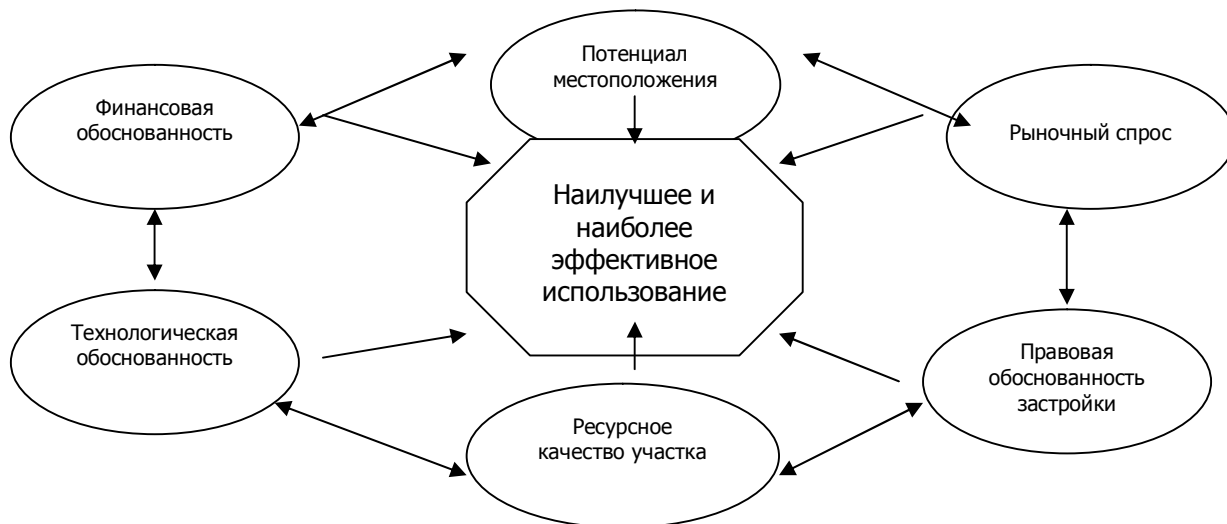 Потенциал
местоположения
Финансовая
обоснованность
Рыночный спрос
Наилучшее и
наиболее
эффективное
использование
Технологическая
обоснованность
Правовая
обоснованность
застройки
Ресурсное
качество участка